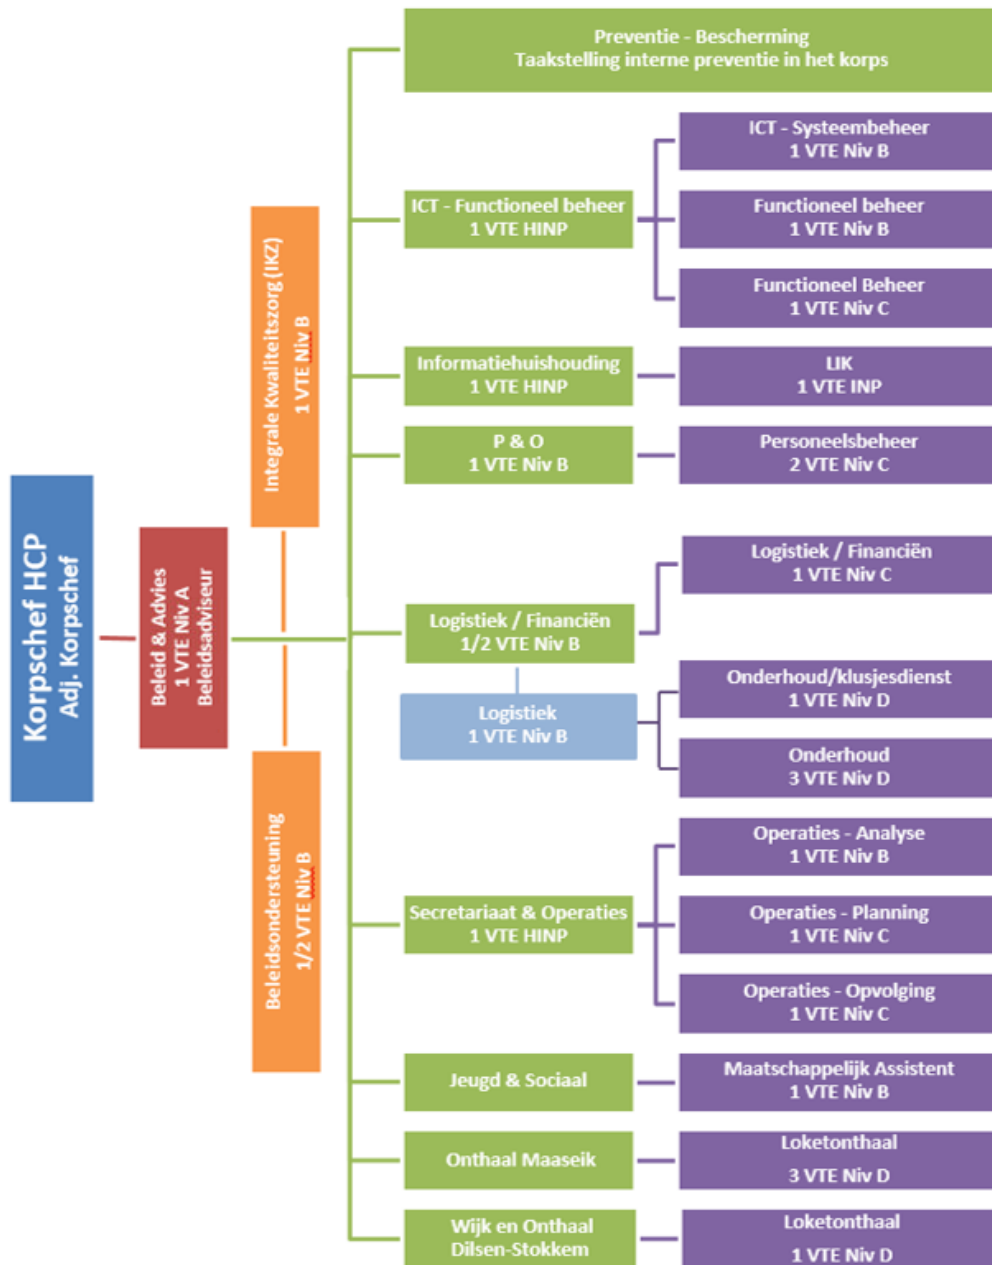 Korpschef HCP
Adj. Korpschef
Beleid & Advies
1 VTE Niv A
Beleidsadviseur
Integrale Kwaliteitszorg (IKZ)
1 VTE Niv B
Beleidsondersteuning
1/2 VTE Niv B
Preventie - Bescherming
Taakstelling interne preventie in het korps
ICT - Functioneel beheer
1 VTE HINP
ICT - Systeembeheer
1 VTE Niv B
Functioneel beheer
1 VTE Niv B
Functioneel Beheer
1 VTE Niv C
Informatiehuishouding
1 VTE HINP
LIK
1 VTE INP
P & O
1 VTE Niv B
Personeelsbeheer
2 VTE Niv C
Logistiek / Financiën
1/2 VTE Niv B
Logistiek / Financiën
1 VTE Niv C
Logistiek
1 VTE Niv B
Onderhoud/klusjesdienst
1 VTE Niv D
Onderhoud
3 VTE Niv D
Secretariaat & Operaties
1 VTE HINP
Operaties - Analyse
1 VTE Niv B
Operaties - Planning
1 VTE Niv C
Operaties - Opvolging
1 VTE Niv C
Jeugd & Sociaal
Maatschappelijk Assistent
1 VTE Niv B
Onthaal Maaseik
Loketonthaal
3 VTE Niv D
Wijk en Onthaal
Dilsen-Stokkem
Loketonthaal
1 VTE Niv D